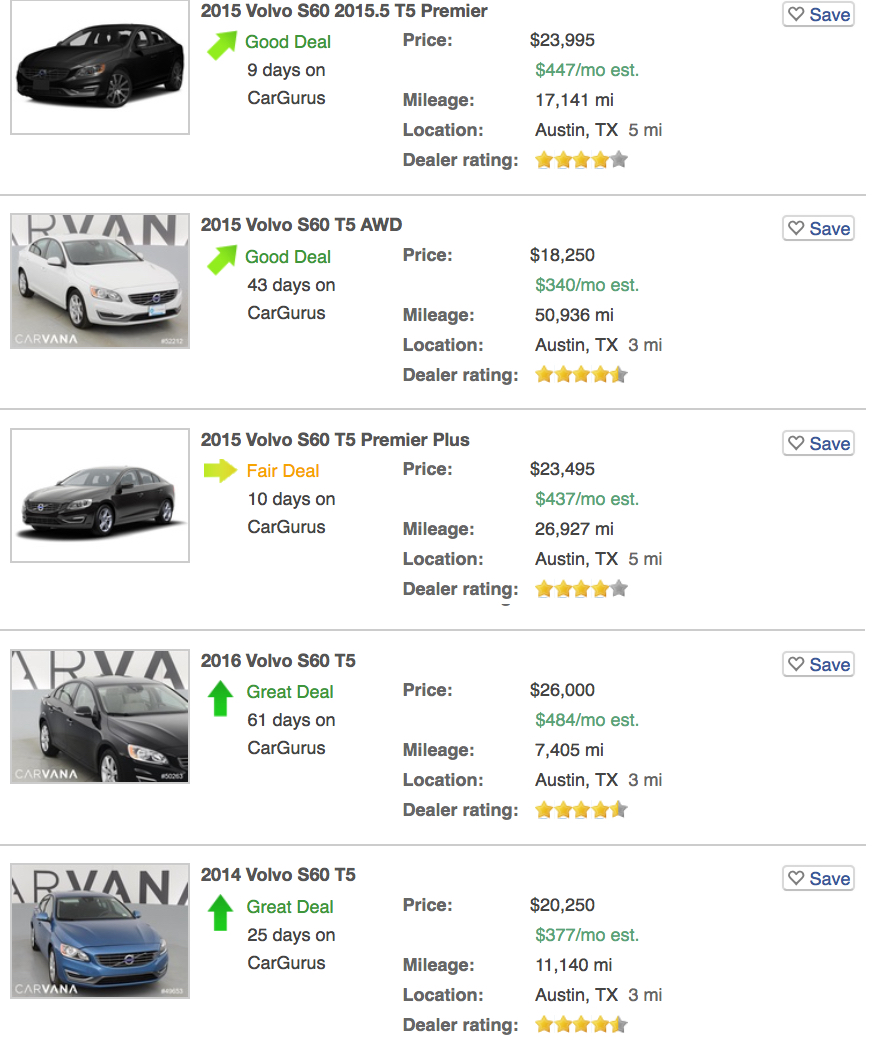 2015 Volvo S60 2015.5 T5 Premier
Save
Good Deal
Price: $23,995
9 days on
$447/mo est.
CarGurus
Mileage: 17,141 mi
Location: Austin, TX 5 mi
Dealer rating:
ARVAN
CARVANA
#52212
2015 Volvo S60 T5 AWD
Save
Good Deal
Price: $18,250
43 days on
$340/mo est.
CarGurus
Mileage: 50,936 mi
Location: Austin, TX 3 mi
Dealer rating:
2015 Volvo S60 T5 Premier Plus
Save
Fair Deal
Price: $23,495
10 days on
$437/mo est.
CarGurus
Mileage: 26,927 mi
Location: Austin, TX 5 mi
Dealer rating:
ARVA
CARVANA
#50263
2016 Volvo S60 T5
Save
Great Deal
Price: $26,000
61 days on
$484/mo est.
CarGurus
Mileage: 7,405 mi
Location: Austin, TX 3 mi
Dealer rating:
ARVAN
CARVANA
#49653
2014 Volvo S60 T5
Save
Great Deal
Price: $20,250
25 days on
$377/mo est.
CarGurus
Mileage: 11,140 mi
Location: Austin, TX 3 mi
Dealer rating: